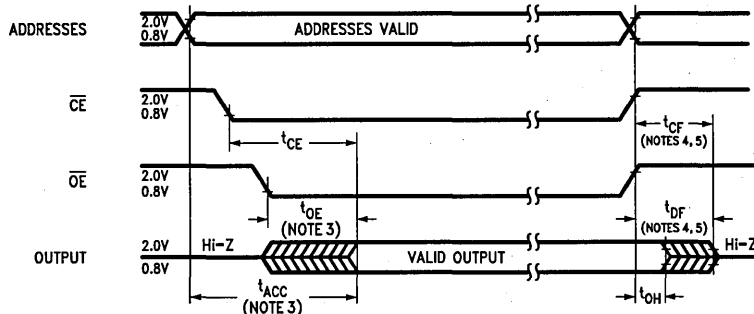 ADDRESSES 2.0V 0.8V ADDRESSES VALID
CE 2.0V 0.8V
tCE
tCF
(NOTES 4, 5)
OE 2.0V 0.8V
tOE
(NOTE 3)
tDF
(NOTES 4, 5)
OUTPUT 2.0V 0.8V Hi-Z VALID OUTPUT Hi-Z
tACC
(NOTE 3)
tOH